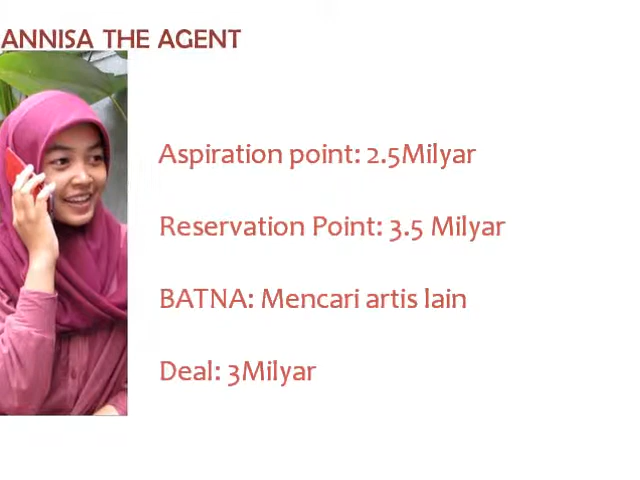 ANNISA THE AGENT
Aspiration point: 2.5Milyar
Reservation Point: 3.5 Milyar
BATNA: Mencari artis lain
Deal: 3Milyar